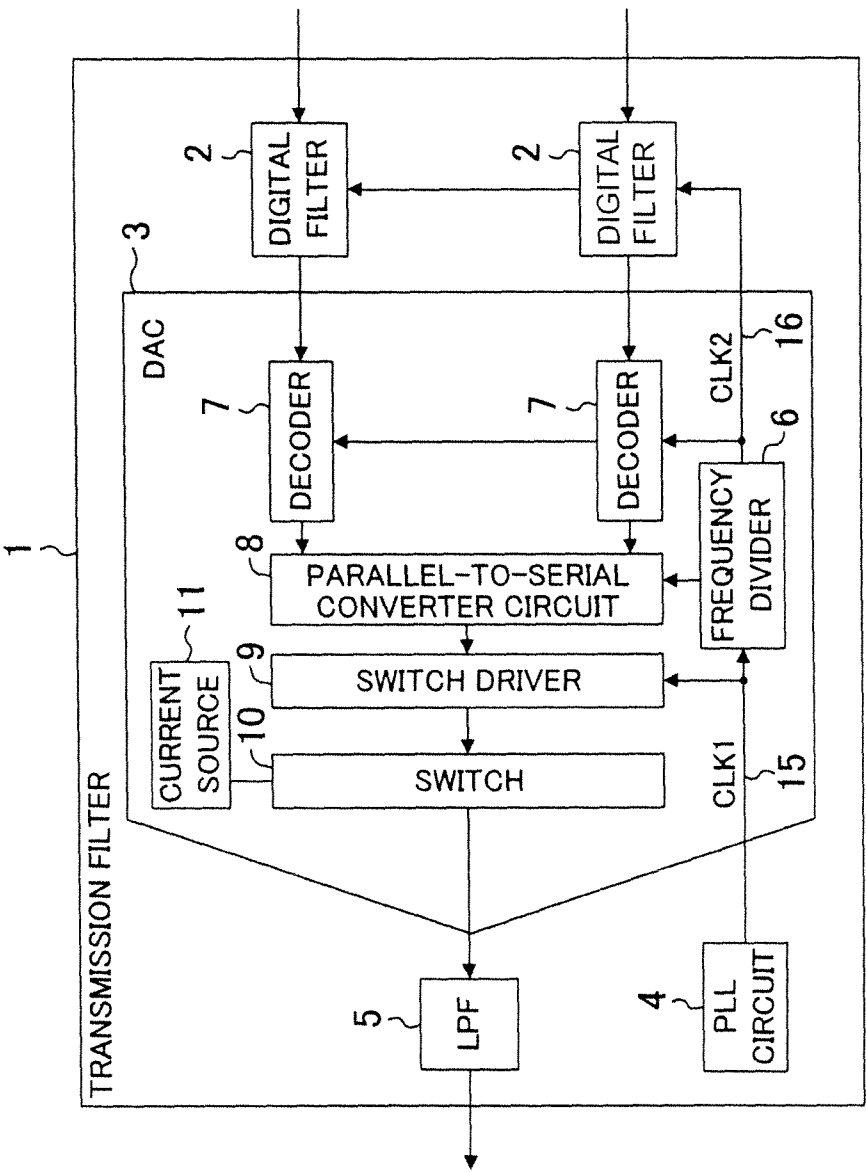 1
TRANSMISSION FILTER
2
DIGITAL
FILTER
2
DIGITAL
FILTER
3
DAC
7
DECODER
7
DECODER
8
PARALLEL-TO-SERIAL
CONVERTER CIRCUIT
9
SWITCH DRIVER
10
SWITCH
11
CURRENT
SOURCE
CLK2
16
6
FREQUENCY
DIVIDER
CLK1
15
5
LPF
4
PLL
CIRCUIT